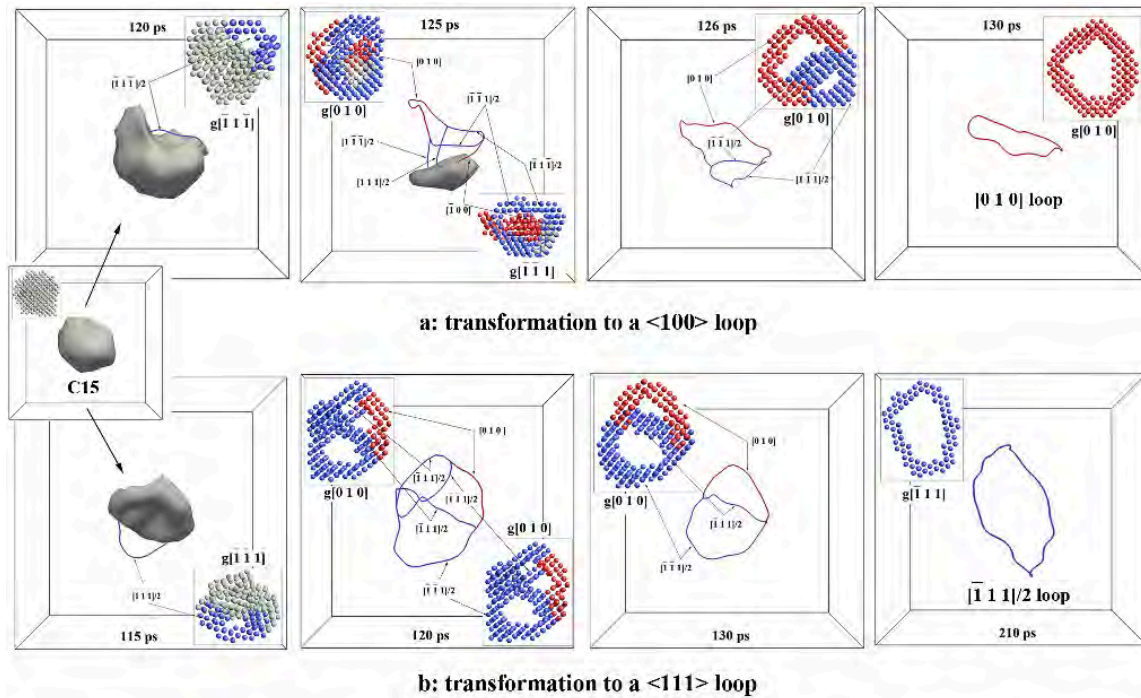 120 ps
[1̅ 1 1̅]/2
g[1̅ 1 1̅]
125 ps
g[0 1 0]
[0 1 0]
[1̅ 1̅ 1]/2
[1 1̅ 1̅]/2
[1̅ 1 1̅]/2
[1 1 1]/2
[1̅ 0 0]
g[1̅ 1̅ 1]
126 ps
[0 1 0]
g[0 1 0]
[1̅ 1̅ 1]/2
[1 1̅ 1]/2
130 ps
g[0 1 0]
[0 1 0] loop
C15
a: transformation to a <100> loop
g[1̅ 1̅ 1]
[1 1 1]/2
115 ps
g[0 1 0]
[0 1 0]
[1̅ 1 1]/2
[1̅ 1 1]/2
[1̅ 1 1]/2
g[0 1 0]
[1̅ 1̅ 1]/2
120 ps
g[0 1 0]
[0 1 0]
[1̅ 1 1]/2
[1̅ 1̅ 1]/2
130 ps
g[1̅ 1 1]
[1̅ 1 1]/2 loop
210 ps
b: transformation to a <111> loop